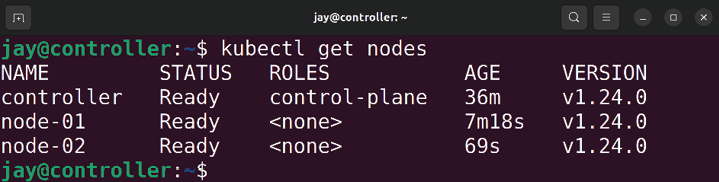 jay@controller: ~
jay@controller:~$ kubectl get nodes
NAME STATUS ROLES AGE VERSION
controller Ready control-plane 36m v1.24.0
node-01 Ready <none> 7m18s v1.24.0
node-02 Ready <none> 69s v1.24.0
jay@controller:~$